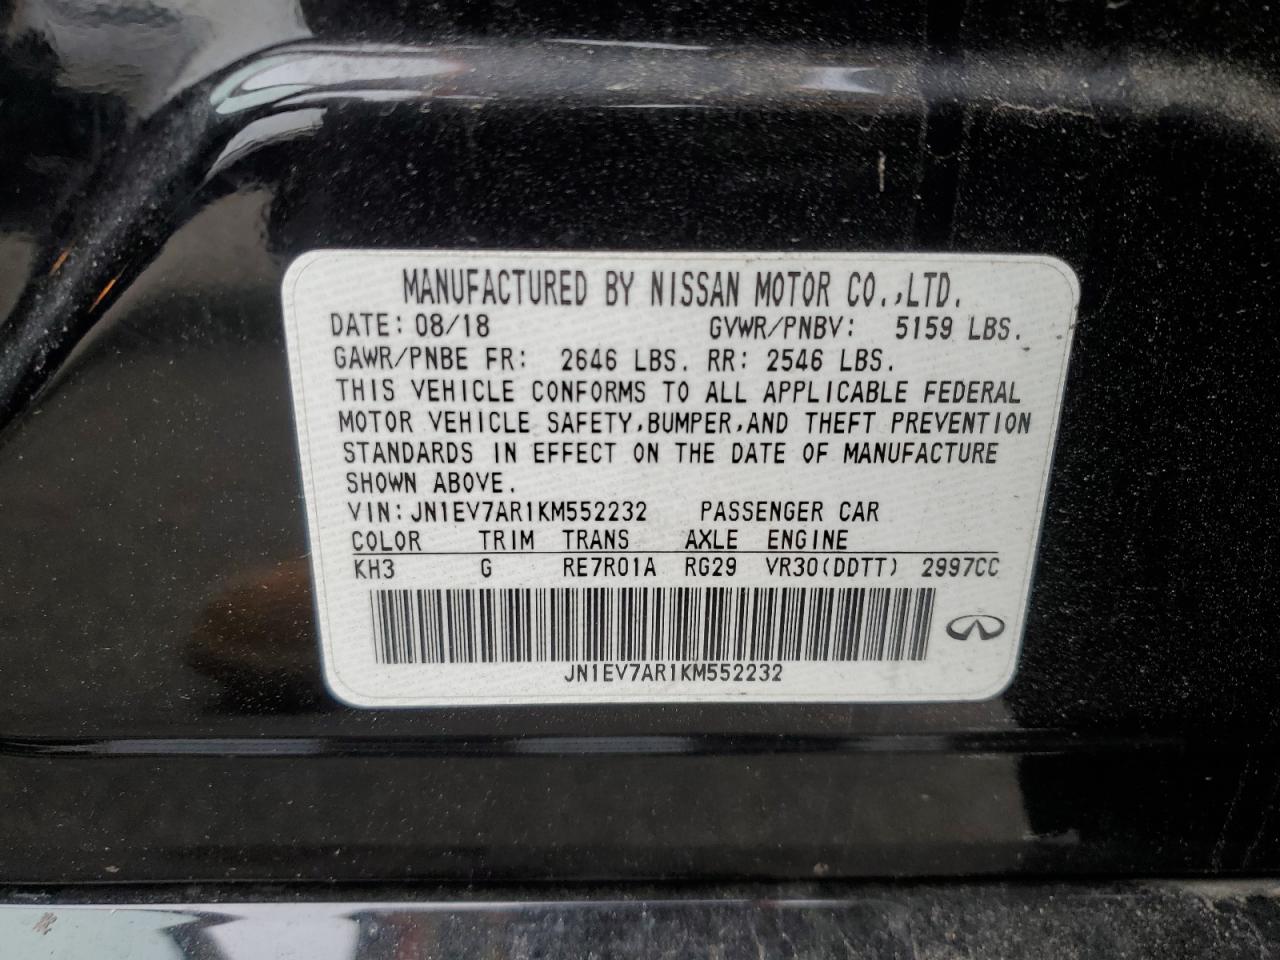 MANUFACTURED BY NISSAN MOTOR CO.,LTD.
DATE: 08/18 GVWR/PNBV: 5159 LBS.
GAWR/PNBE FR: 2646 LBS. RR: 2546 LBS.
THIS VEHICLE CONFORMS TO ALL APPLICABLE FEDERAL
MOTOR VEHICLE SAFETY,BUMPER,AND THEFT PREVENTION
STANDARDS IN EFFECT ON THE DATE OF MANUFACTURE
SHOWN ABOVE.
VIN:JN1EV7AR1KM552232 PASSENGER CAR
COLOR TRIM TRANS AXLE ENGINE
KH3 G RE7R01A RG29 VR30(DDTT) 2997CC
JN1EV7AR1KM552232